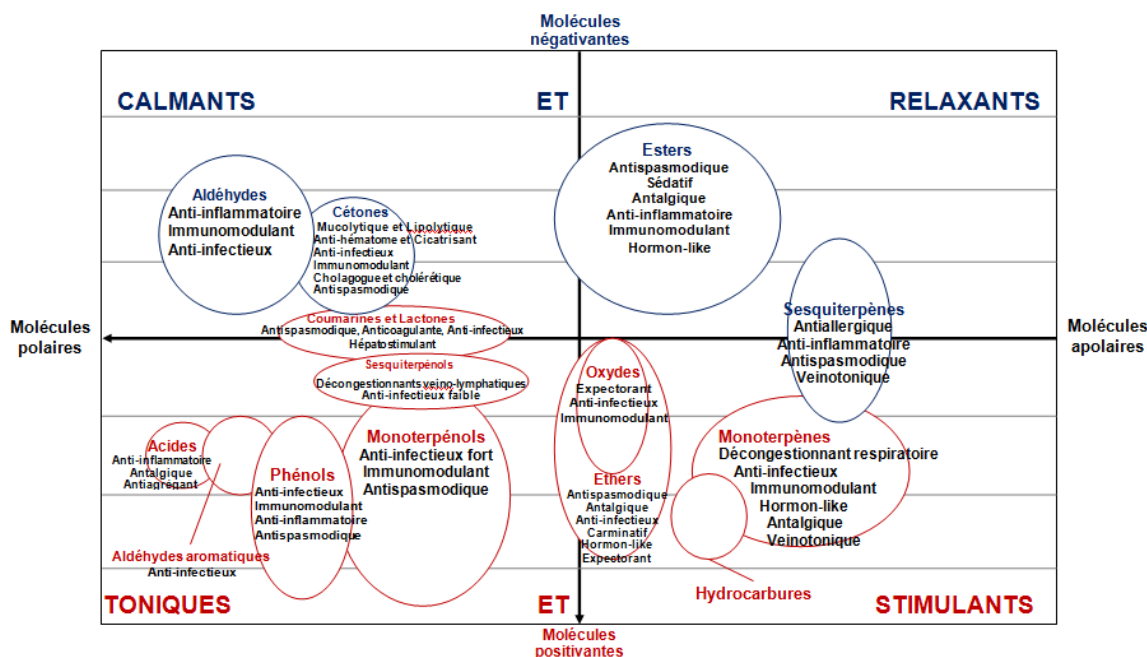 Molécules
négativantes
CALMANTS ET RELAXANTS
Esters
Antispasmodique
Sédatif
Antalgique
Anti-inflammatoire
Immunomodulant
Hormon-like
Aldéhydes
Anti-inflammatoire
Immunomodulant
Anti-infectieux
Cétones
Mucolytique et Lipolytique
Anti-hématome et Cicatrisant
Anti-infectieux
Immunomodulant
Cholagogue et cholérétique
Antispasmodique
Sesquiterpènes
Antiallergique
Anti-inflammatoire
Antispasmodique
Veinotonique
Coumarines et Lactones
Antispasmodique, Anticoagulante, Anti-infectieux
Hépatostimulant
Molécules
polaires
Molécules
apolaires
Sesquiterpénols
Décongestionnants veino-lymphatiques
Anti-infectieux faible
Oxydes
Expectorant
Anti-infectieux
Immunomodulant
Acides
Anti-inflammatoire
Antalgique
Antiagrégant
Phénols
Anti-infectieux
Immunomodulant
Anti-inflammatoire
Antispasmodique
Monoterpénols
Anti-infectieux fort
Immunomodulant
Antispasmodique
Ethers
Antispasmodique
Antalgique
Anti-infectieux
Carminatif
Hormon-like
Expectorant
Monoterpènes
Décongestionnant respiratoire
Anti-infectieux
Immunomodulant
Hormon-like
Antalgique
Veinotonique
Aldéhydes aromatiques
Anti-infectieux
Hydrocarbures
TONIQUES ET STIMULANTS
Molécules
positivantes